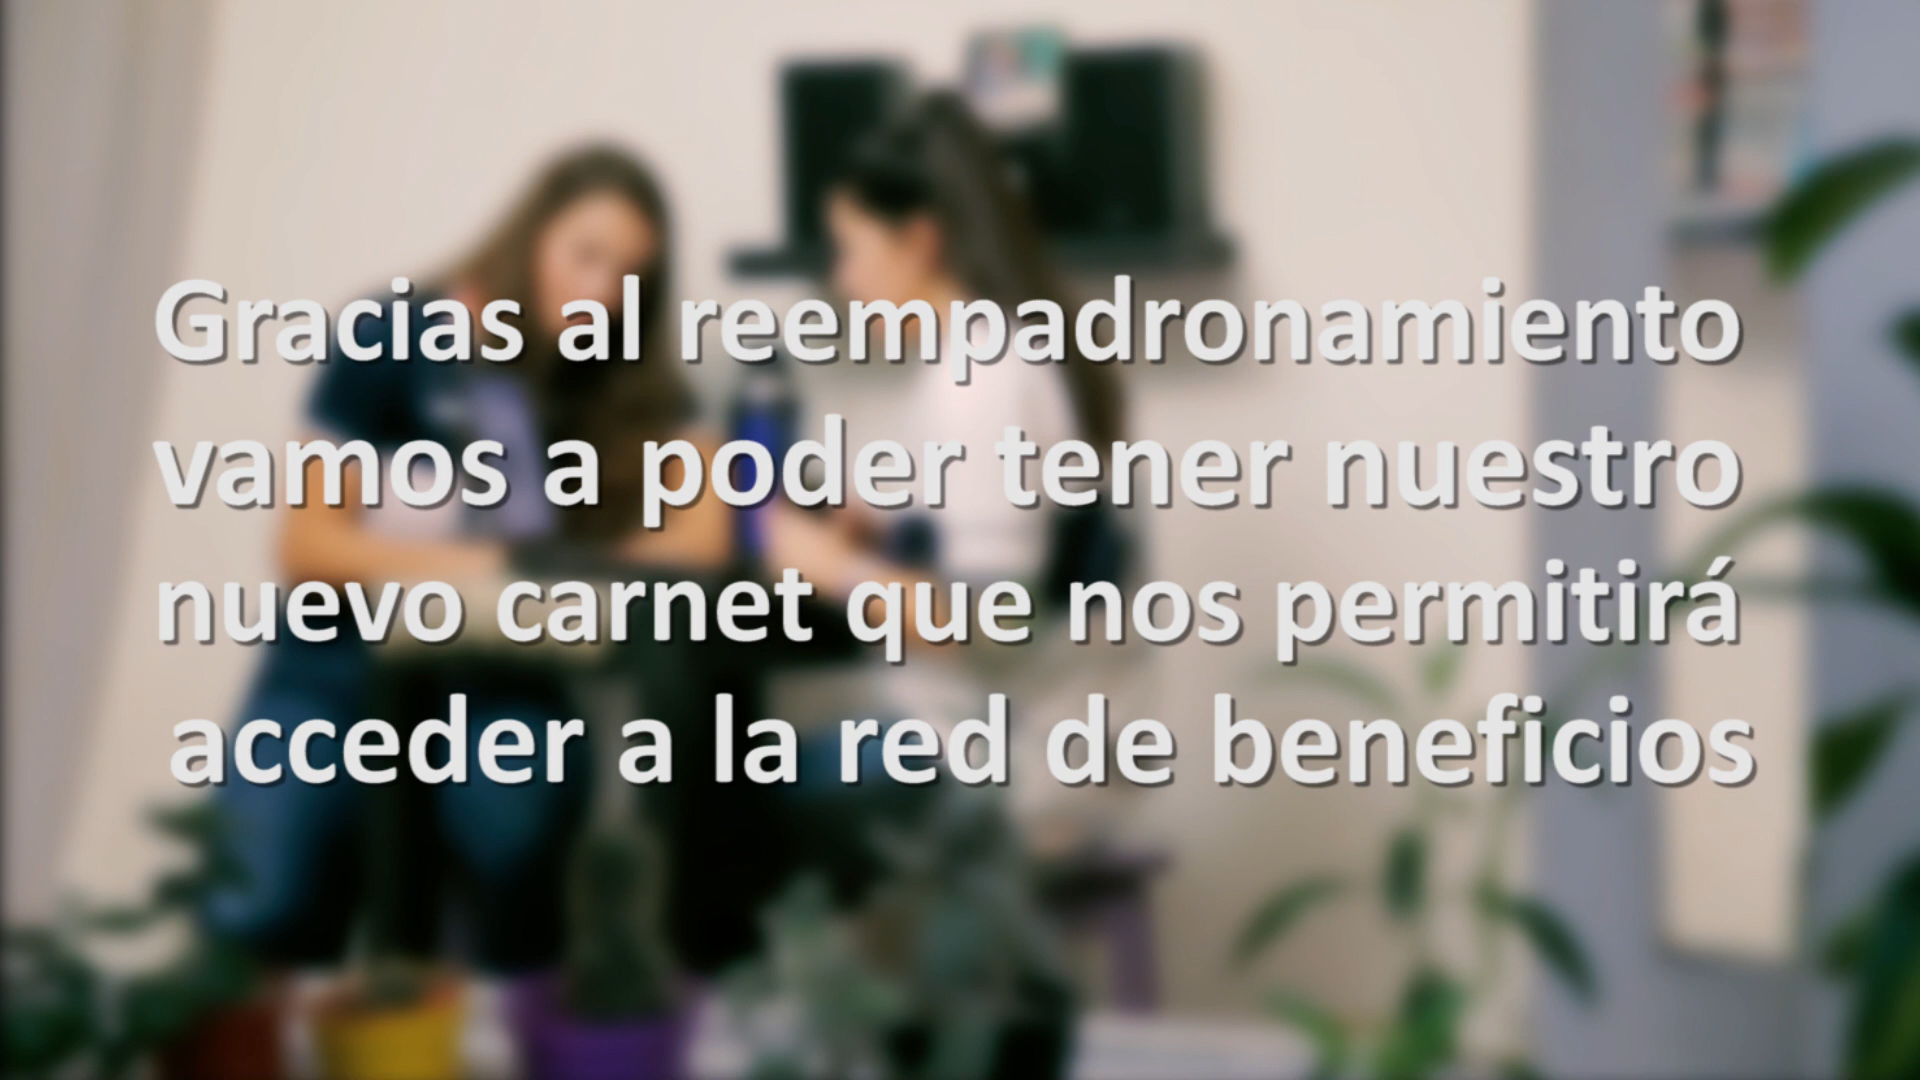 Gracias al reempadronamiento
vamos a poder tener nuestro
nuevo carnet que nos permitirá
acceder a la red de beneficios